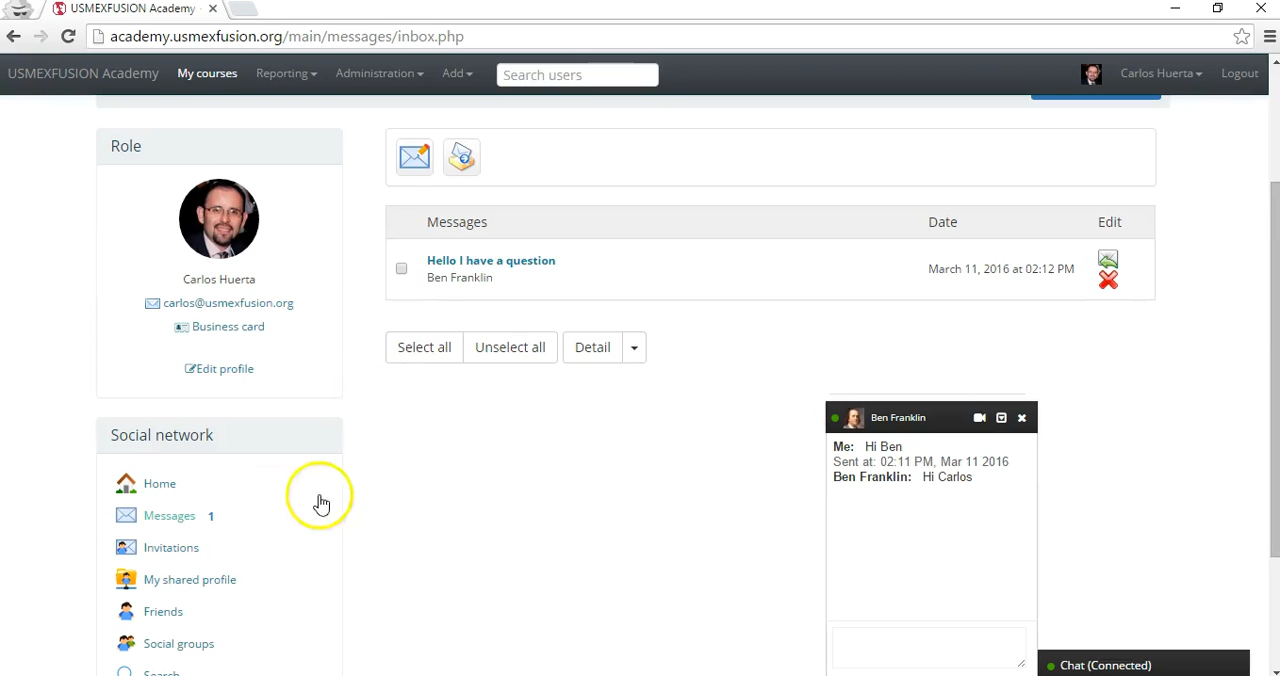 USMEXFUSION Academy
academy.usmexfusion.org/main/messages/inbox.php
USMEXFUSION Academy My courses Reporting Administration Add Search users Carlos Huerta Logout
Role
Carlos Huerta
carlos@usmexfusion.org
Business card
Edit profile
Social network
Home
Messages 1
Invitations
My shared profile
Friends
Social groups
Search
Messages Date Edit
Hello I have a question
Ben Franklin
March 11, 2016 at 02:12 PM
Select all Unselect all Detail
Ben Franklin
Me: Hi Ben
Sent at: 02:11 PM, Mar 11 2016
Ben Franklin: Hi Carlos
Chat (Connected)